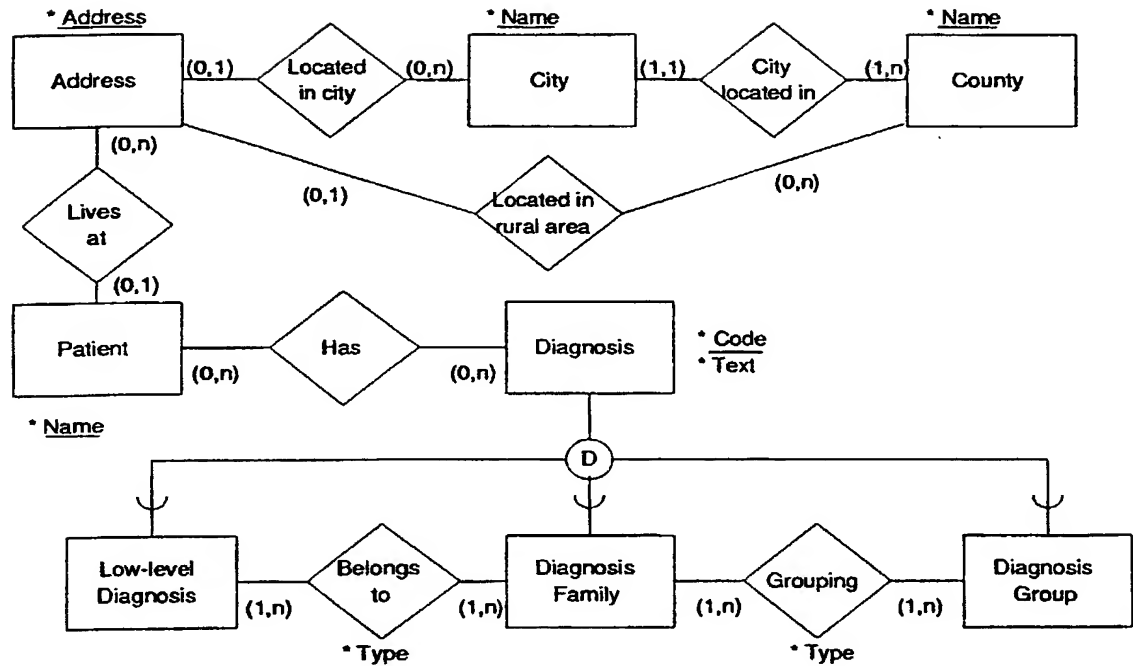 * Address
* Name
* Name
Address
(0,1)
Located
in city
(0,n)
City
(1,1)
City
located in
(1,n)
County
(0,n)
(0,1)
Located in
rural area
(0,n)
Lives
at
(0,1)
Patient
(0,n)
Has
(0,n)
Diagnosis
* Code
* Text
* Name
D
Low-level
Diagnosis
(1,n)
Belongs
to
(1,n)
* Type
Diagnosis
Family
(1,n)
Grouping
(1,n)
* Type
Diagnosis
Group